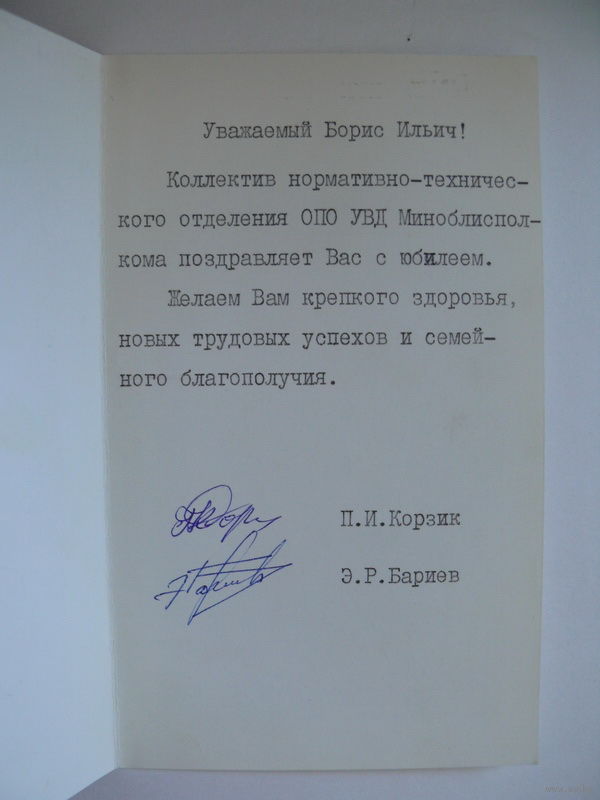 Уважаемый Борис Ильич!
Коллектив нормативно-техничес-
кого отделения ОПО УВД Миноблиспол-
кома поздравляет Вас с юбилеем.
Желаем Вам крепкого здоровья,
новых трудовых успехов и семей-
ного благополучия.
П.И.Корзик
Э.Р.Бариев